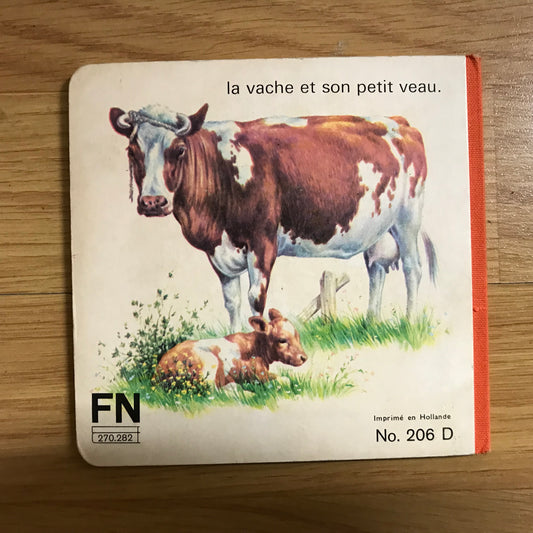 la vache et son petit veau.
FN
270.282
Imprimé en Hollande
No. 206 D